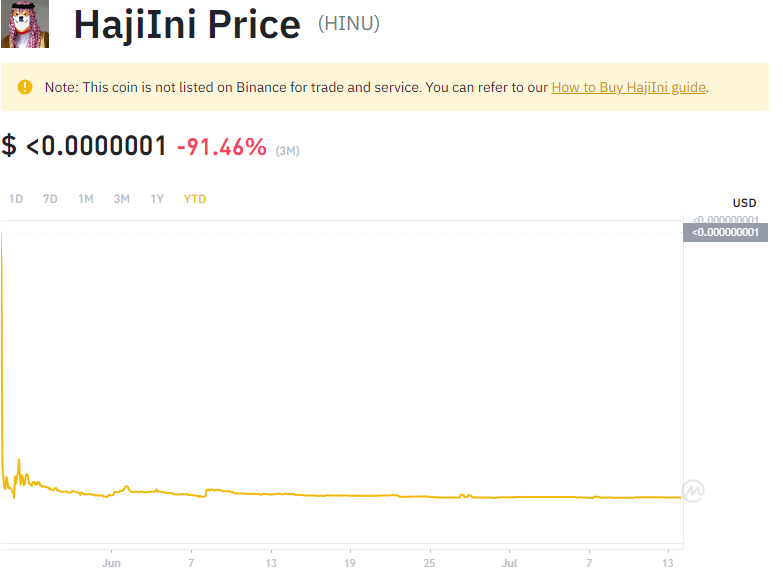 HajiIni Price (HINU)
Note: This coin is not listed on Binance for trade and service. You can refer to our How to Buy HajiIni guide.
$ <0.0000001 -91.46% (3M)
1D 7D 1M 3M 1Y YTD
USD
<0.000000001
<0.000000001
Jun 7 13 19 25 Jul 7 13